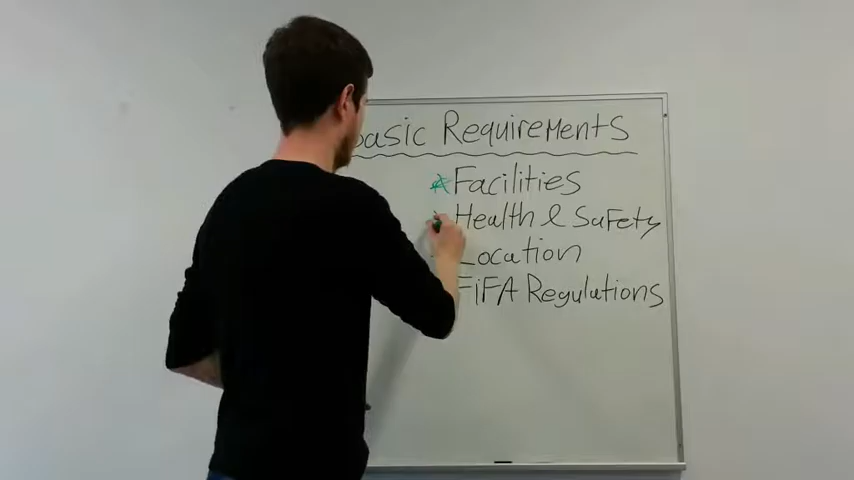 Basic Requirements
* Facilities
Health & Safety
Location
FiFA Regulations